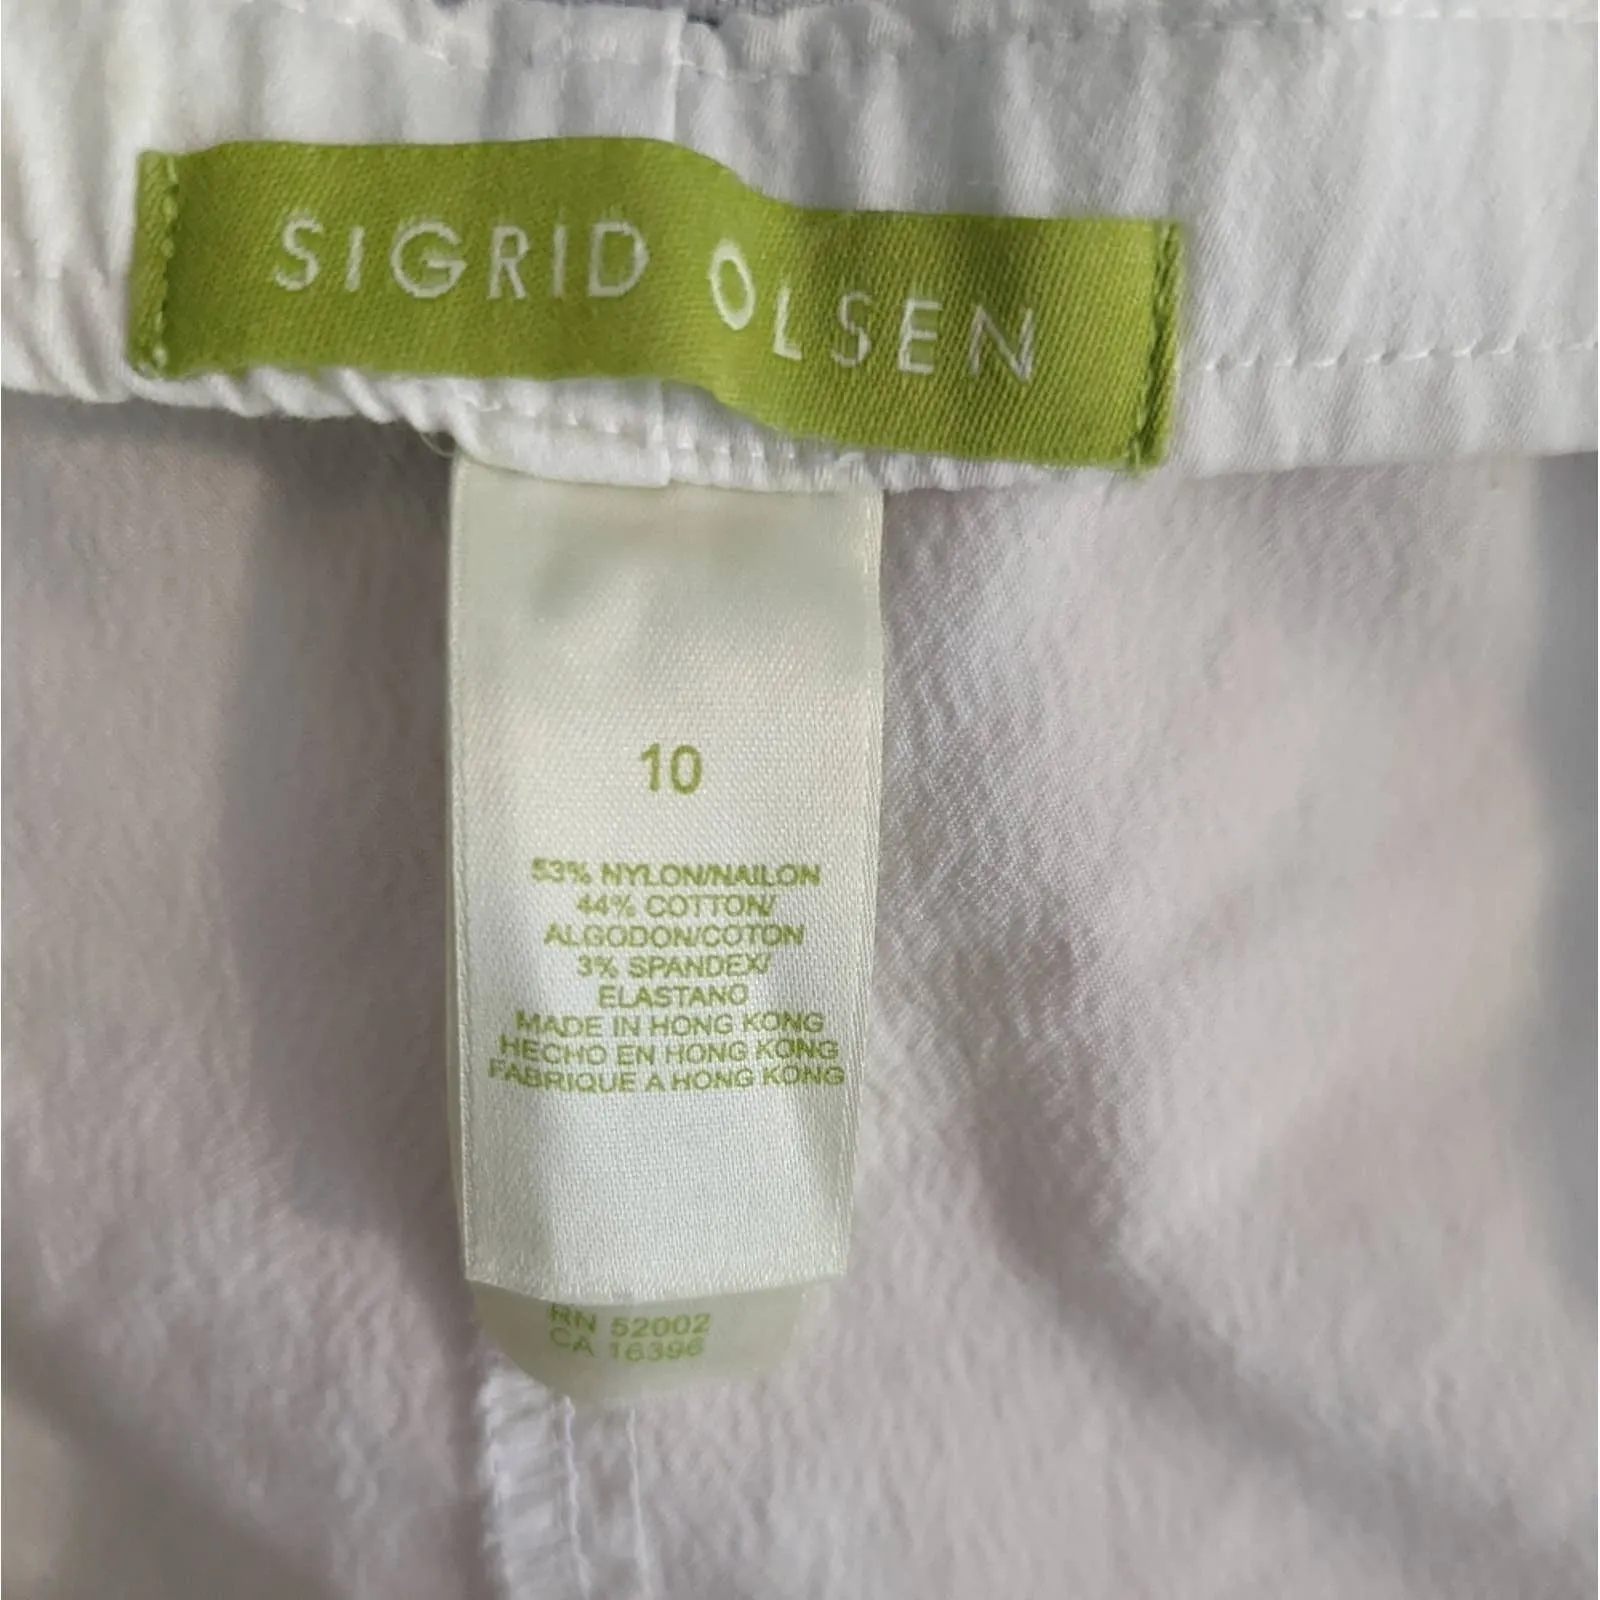 SIGRID OLSEN
10
53% NYLON/NAILON
44% COTTON/
ALGODON/COTON
3% SPANDEX/
ELASTANO
MADE IN HONG KONG
HECHO EN HONG KONG
FABRIQUE A HONG KONG
RN 52002
CA 16396